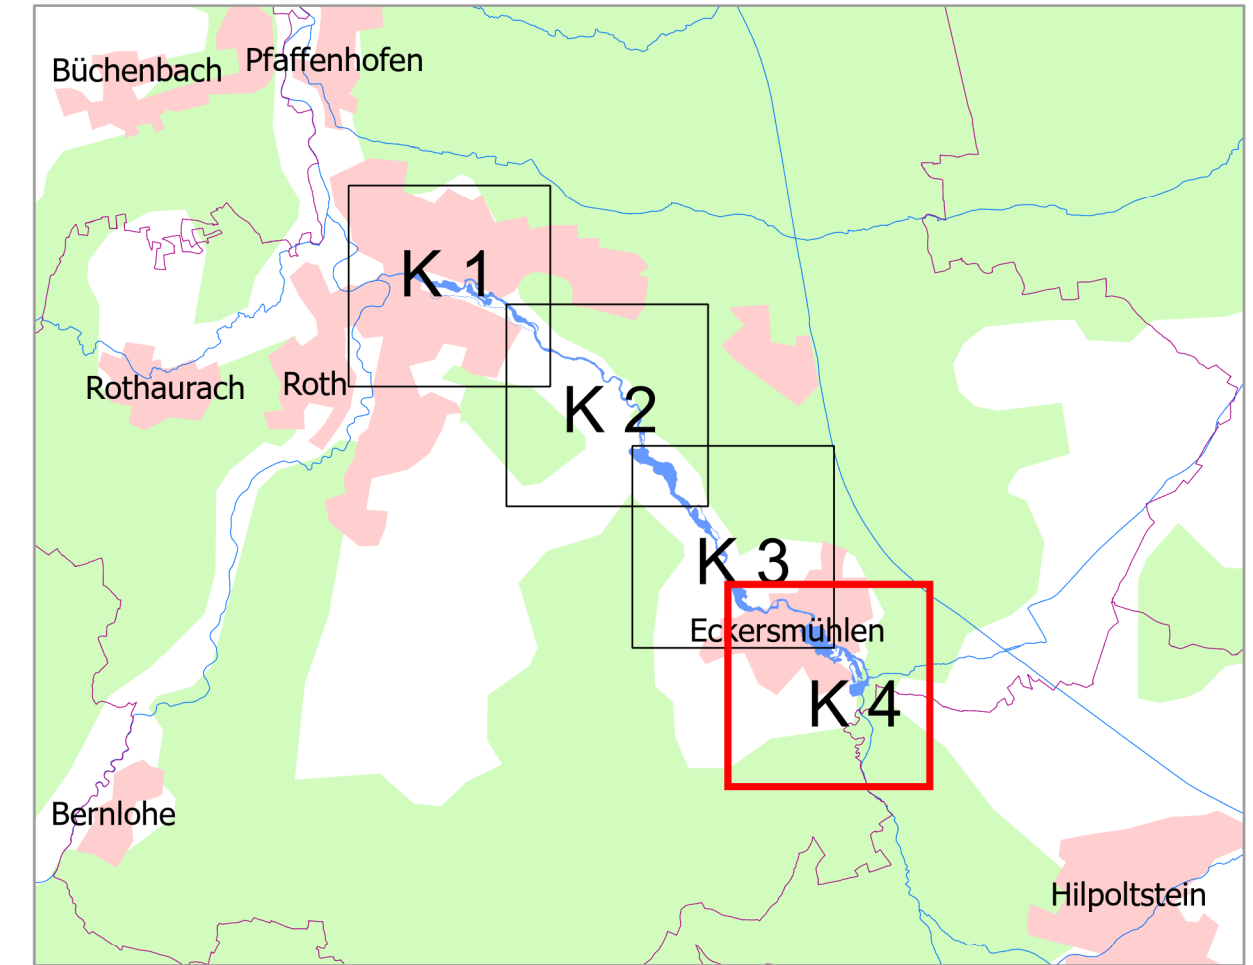 Büchenbach
Pfaffenhofen
K 1
Rothaurach
Roth
K 2
K 3
Eckersmühlen
K 4
Bernlohe
Hilpoltstein